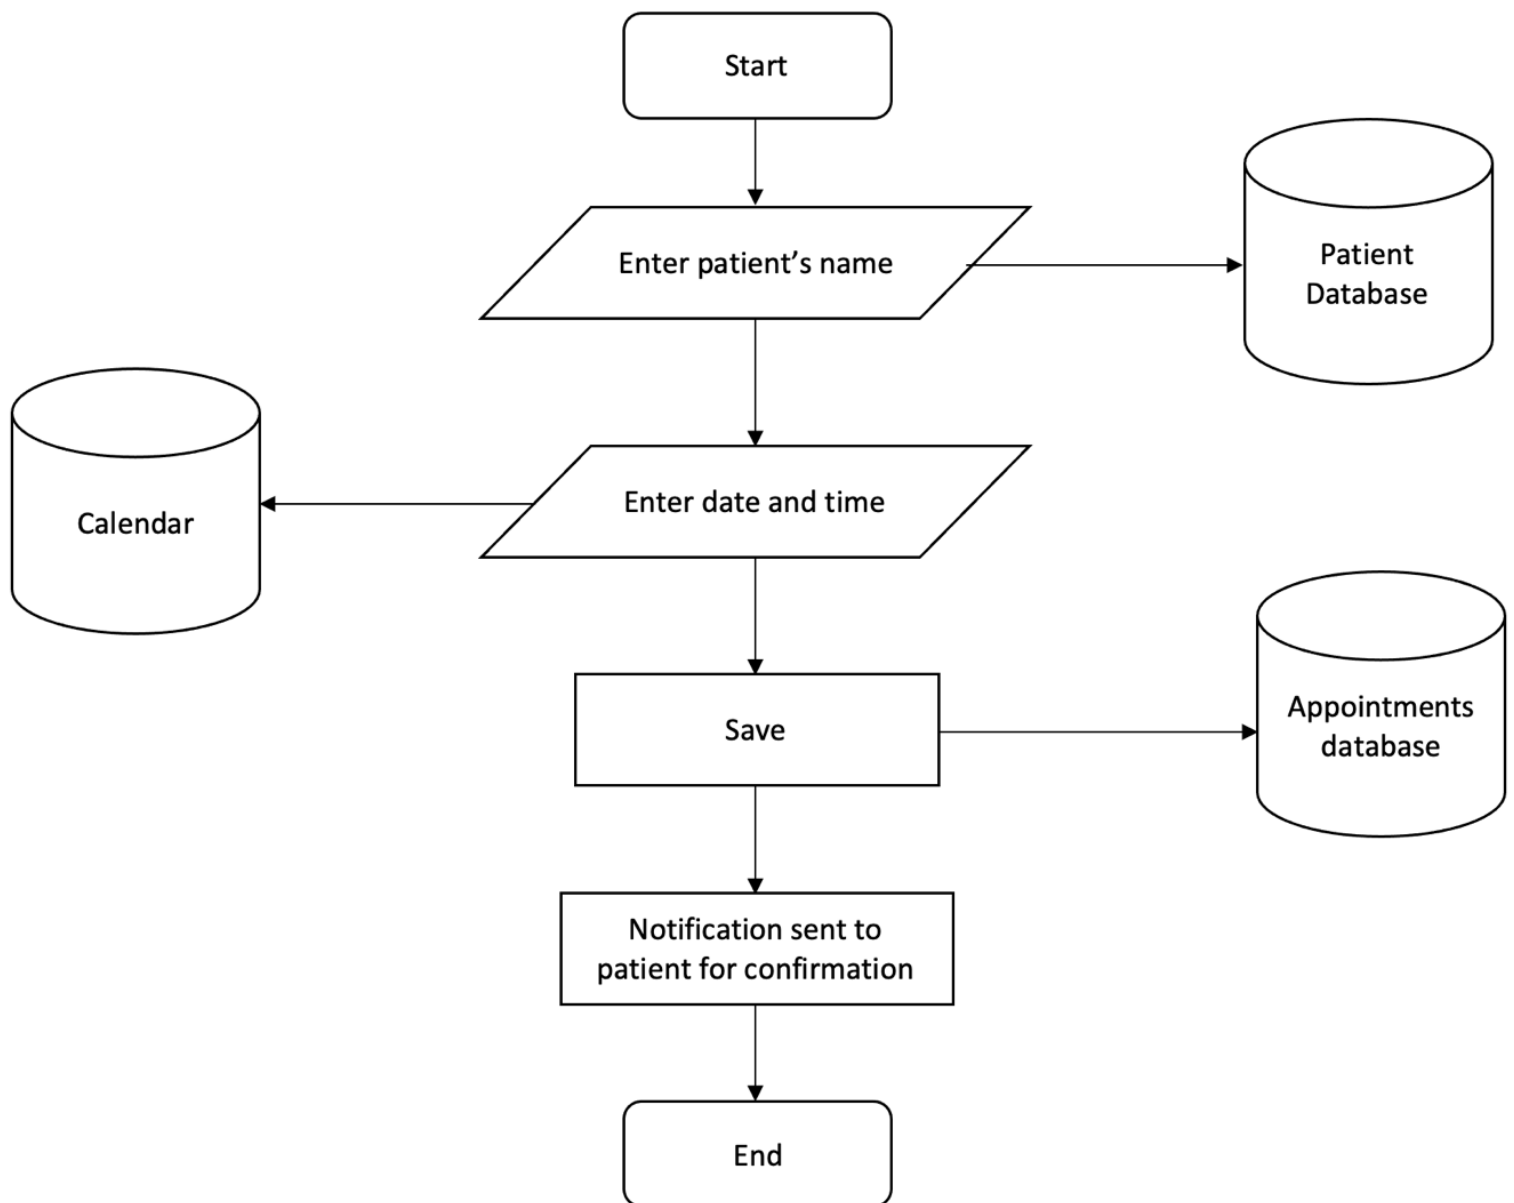 Start
Enter patient’s name
Patient
Database
Enter date and time
Calendar
Save
Appointments
database
Notification sent to
patient for confirmation
End